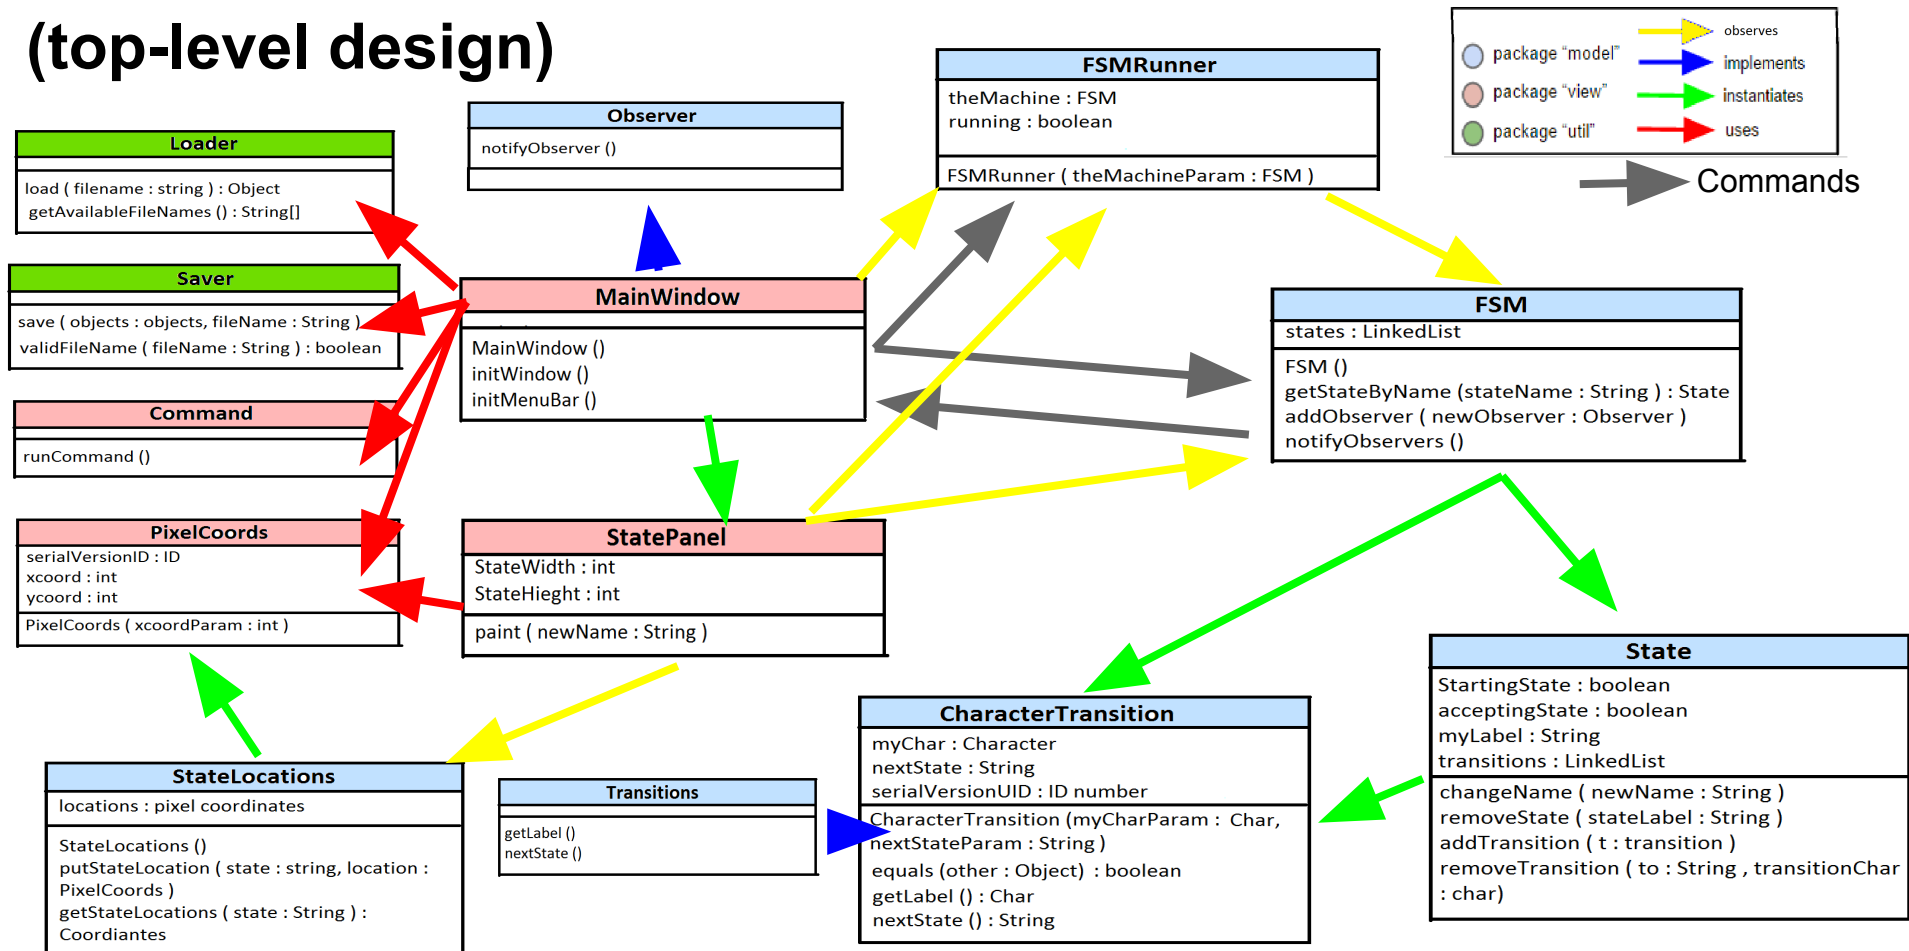 (top-level design)
package "model"
package "view"
package "util"
observes
implements
instantiates
uses
Commands
Loader
load ( filename : string ) : Object
getAvailableFileNames () : String[]
Saver
save ( objects : objects, fileName : String )
validFileName ( fileName : String ) : boolean
Command
runCommand ()
PixelCoords
serialVersionID : ID
xcoord : int
ycoord : int
PixelCoords ( xcoordParam : int )
StateLocations
locations : pixel coordinates
StateLocations ()
putStateLocation ( state : string, location :
PixelCoords )
getStateLocations ( state : String ) :
Coordiantes
Observer
notifyObserver ()
MainWindow
MainWindow ()
initWindow ()
initMenuBar ()
StatePanel
StateWidth : int
StateHieght : int
paint ( newName : String )
Transitions
getLabel ()
nextState ()
FSMRunner
theMachine : FSM
running : boolean
FSMRunner ( theMachineParam : FSM )
FSM
states : LinkedList
FSM ()
getStateByName (stateName : String ) : State
addObserver ( newObserver : Observer )
notifyObservers ()
CharacterTransition
myChar : Character
nextState : String
serialVersionUID : ID number
CharacterTransition (myCharParam : Char,
nextStateParam : String )
equals (other : Object) : boolean
getLabel () : Char
nextState () : String
State
StartingState : boolean
acceptingState : boolean
myLabel : String
transitions : LinkedList
changeName ( newName : String )
removeState ( stateLabel : String )
addTransition ( t : transition )
removeTransition ( to : String , transitionChar
: char)